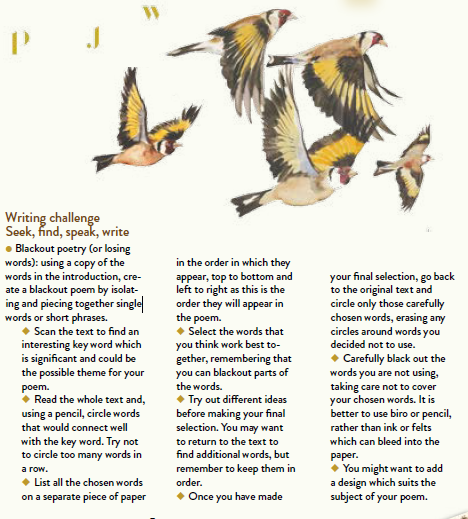 P J W
Writing challenge
Seek, find, speak, write
● Blackout poetry (or losing
words): using a copy of the
words in the introduction, cre-
ate a blackout poem by isolat-
ing and piecing together single
words or short phrases.
◆ Scan the text to find an
interesting key word which
is significant and could be
the possible theme for your
poem.
◆ Read the whole text and,
using a pencil, circle words
that would connect well
with the key word. Try not
to circle too many words in
a row.
◆ List all the chosen words
on a separate piece of paper
in the order in which they
appear, top to bottom and
left to right as this is the
order they will appear in
the poem.
◆ Select the words that
you think work best to-
gether, remembering that
you can blackout parts of
the words.
◆ Try out different ideas
before making your final
selection. You may want
to return to the text to
find additional words, but
remember to keep them in
order.
◆ Once you have made
your final selection, go back
to the original text and
circle only those carefully
chosen words, erasing any
circles around words you
decided not to use.
◆ Carefully black out the
words you are not using,
taking care not to cover
your chosen words. It is
better to use biro or pencil,
rather than ink or felts
which can bleed into the
paper.
◆ You might want to add
a design which suits the
subject of your poem.